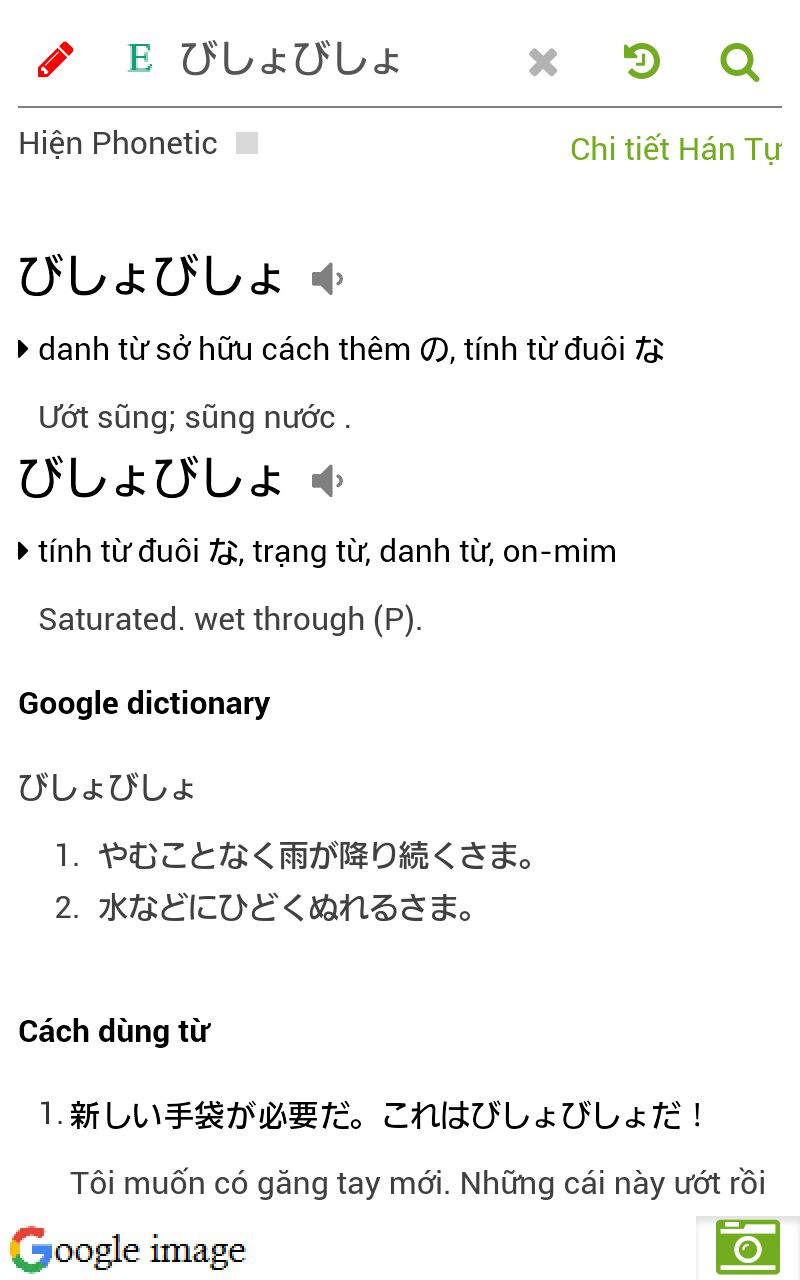 E びしょびしょ
Hiện Phonetic
Chi tiết Hán Tự
びしょびしょ
danh từ sở hữu cách thêm の, tính từ đuôi な
Ướt sũng; sũng nước .
びしょびしょ
tính từ đuôi な, trạng từ, danh từ, on-mim
Saturated. wet through (P).
Google dictionary
びしょびしょ
1. やむことなく雨が降り続くさま。
2. 水などにひどくぬれるさま。
Cách dùng từ
1. 新しい手袋が必要だ。これはびしょびしょだ！
Tôi muốn có găng tay mới. Những cái này ướt rồi
Google image